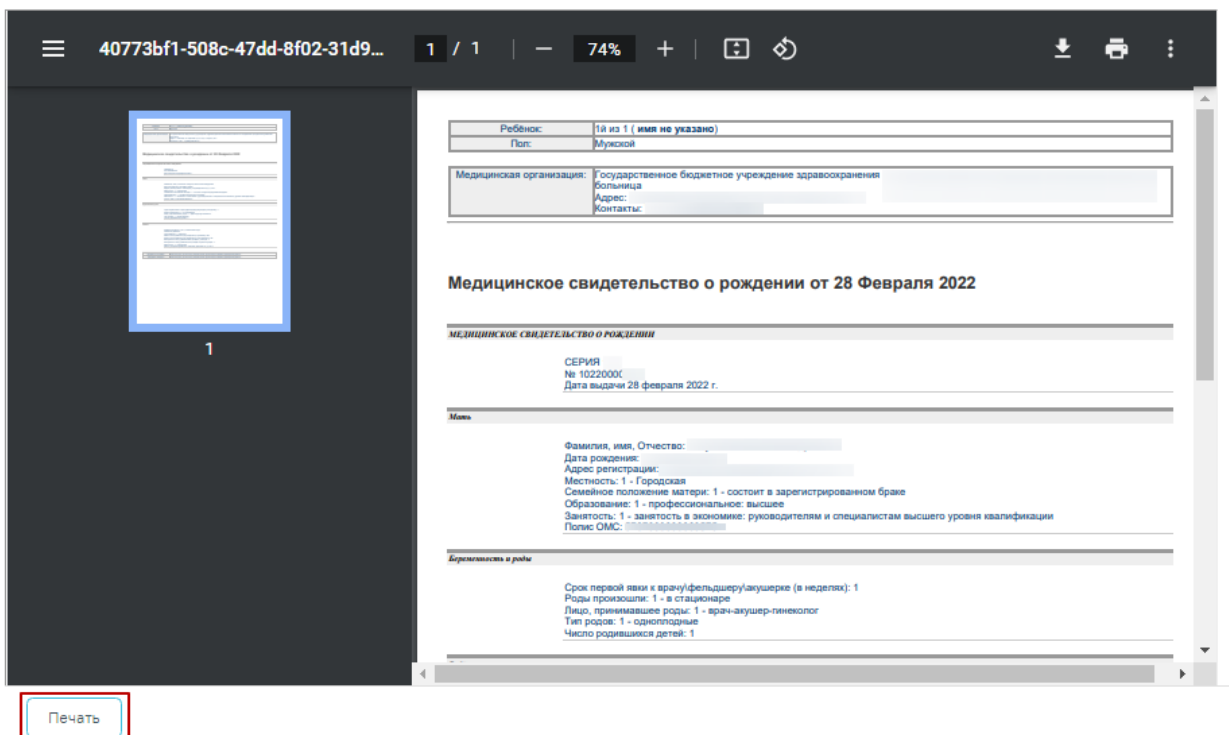 40773bf1-508c-47dd-8f02-31d9... 1 / 1 74%
1
Ребёнок: 1й из 1 ( имя не указано)
Пол: Мужской
Медицинская организация: Государственное бюджетное учреждение здравоохранения
больница
Адрес:
Контакты:
Медицинское свидетельство о рождении от 28 Февраля 2022
МЕДИЦИНСКОЕ СВИДЕТЕЛЬСТВО О РОЖДЕНИИ
СЕРИЯ
№ 1022000
Дата выдачи 28 февраля 2022 г.
Мать
Фамилия, имя, Отчество:
Дата рождения:
Адрес регистрации:
Местность: 1 - Городская
Семейное положение матери: 1 - состоит в зарегистрированном браке
Образование: 1 - профессиональное: высшее
Занятость: 1 - занятость в экономике: руководителям и специалистам высшего уровня квалификации
Полис ОМС:
Беременность и роды
Срок первой явки к врачу\фельдшеру\акушерке (в неделях): 1
Роды произошли: 1 - в стационаре
Лицо, принимавшее роды: 1 - врач-акушер-гинеколог
Тип родов: 1 - одноплодные
Число родившихся детей: 1
Печать